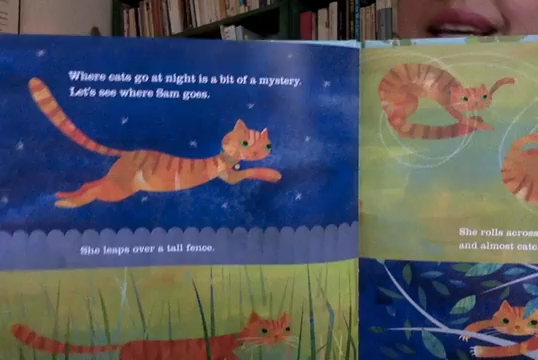 Where cats go at night is a bit of a mystery.
Let's see where Sam goes.
She leaps over a tall fence.
She rolls across
and almost catc